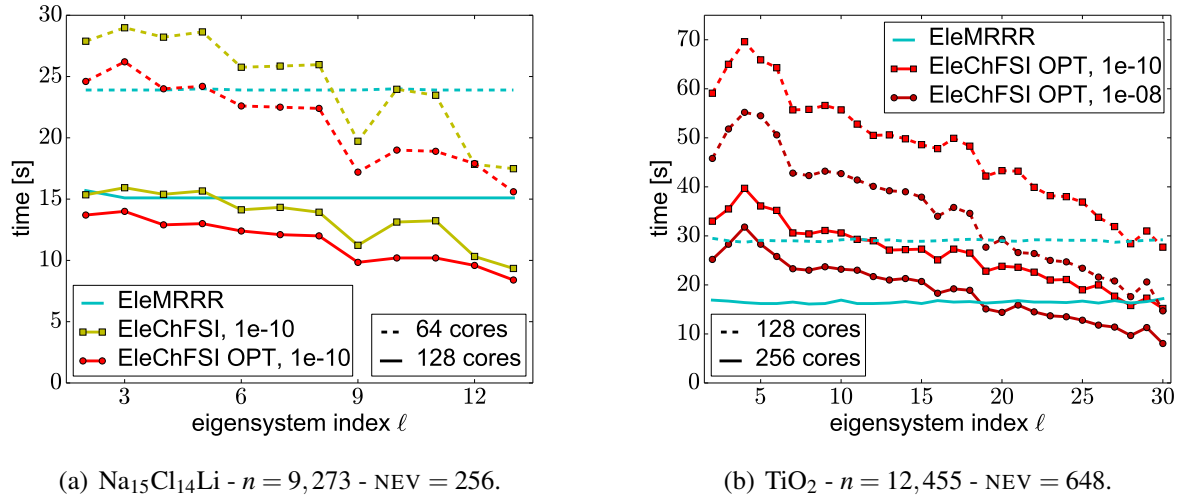 30
25
20
15
10
5
0
time [s]
EleMRRR
EleChFSI, 1e-10
EleChFSI OPT, 1e-10
64 cores
128 cores
3 6 9 12
eigensystem index ℓ
(a) Na₁₅Cl₁₄Li - n = 9,273 - NEV = 256.
70
60
50
40
30
20
10
0
time [s]
EleMRRR
EleChFSI OPT, 1e-10
EleChFSI OPT, 1e-08
128 cores
256 cores
5 10 15 20 25 30
eigensystem index ℓ
(b) TiO₂ - n = 12,455 - NEV = 648.